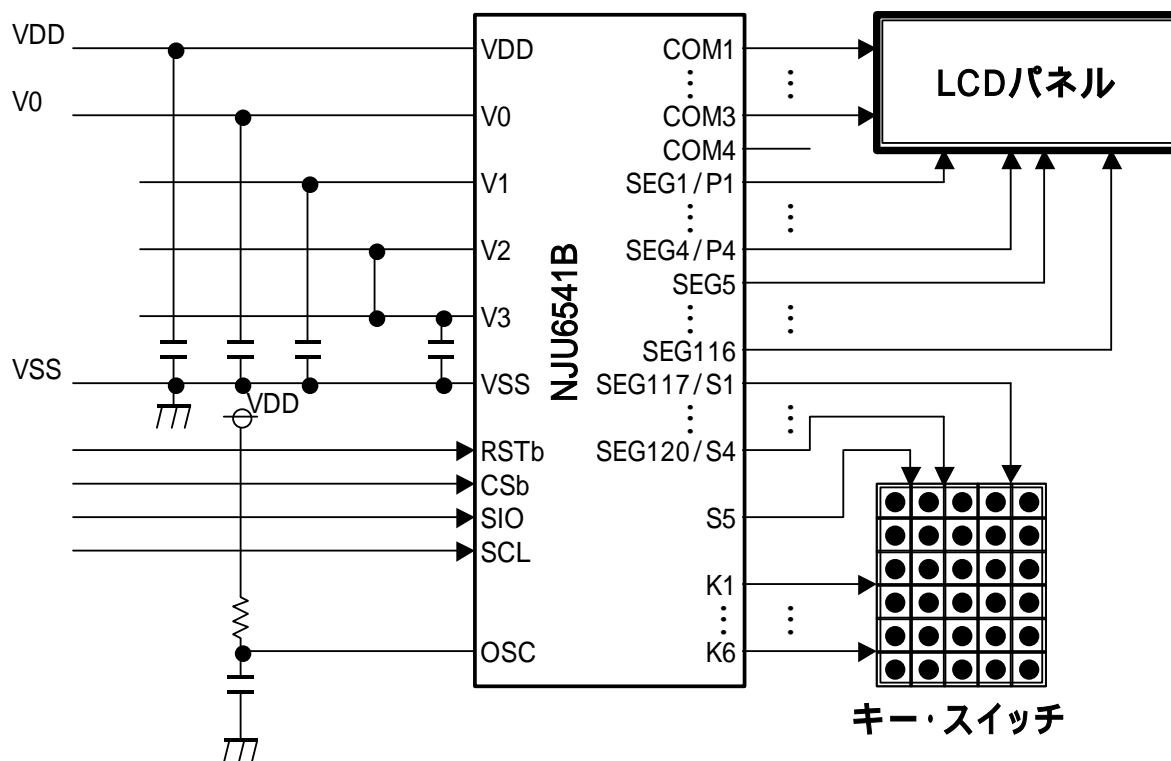 VDD
V0
VSS
VDD
VDD
V0
V1
V2
V3
VSS
RSTb
CSb
SIO
SCL
OSC
NJU6541B
COM1
COM3
COM4
SEG1/P1
SEG4/P4
SEG5
SEG116
SEG117/S1
SEG120/S4
S5
K1
K6
LCDパネル
キー・スイッチ